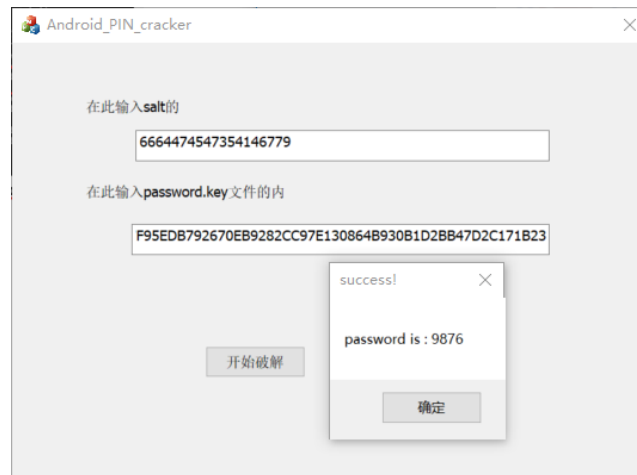 Android_PIN_cracker
在此输入salt的
6664474547354146779
在此输入password.key文件的内
F95EDB792670EB9282CC97E130864B930B1D2BB47D2C171B23
success!
password is : 9876
开始破解
确定